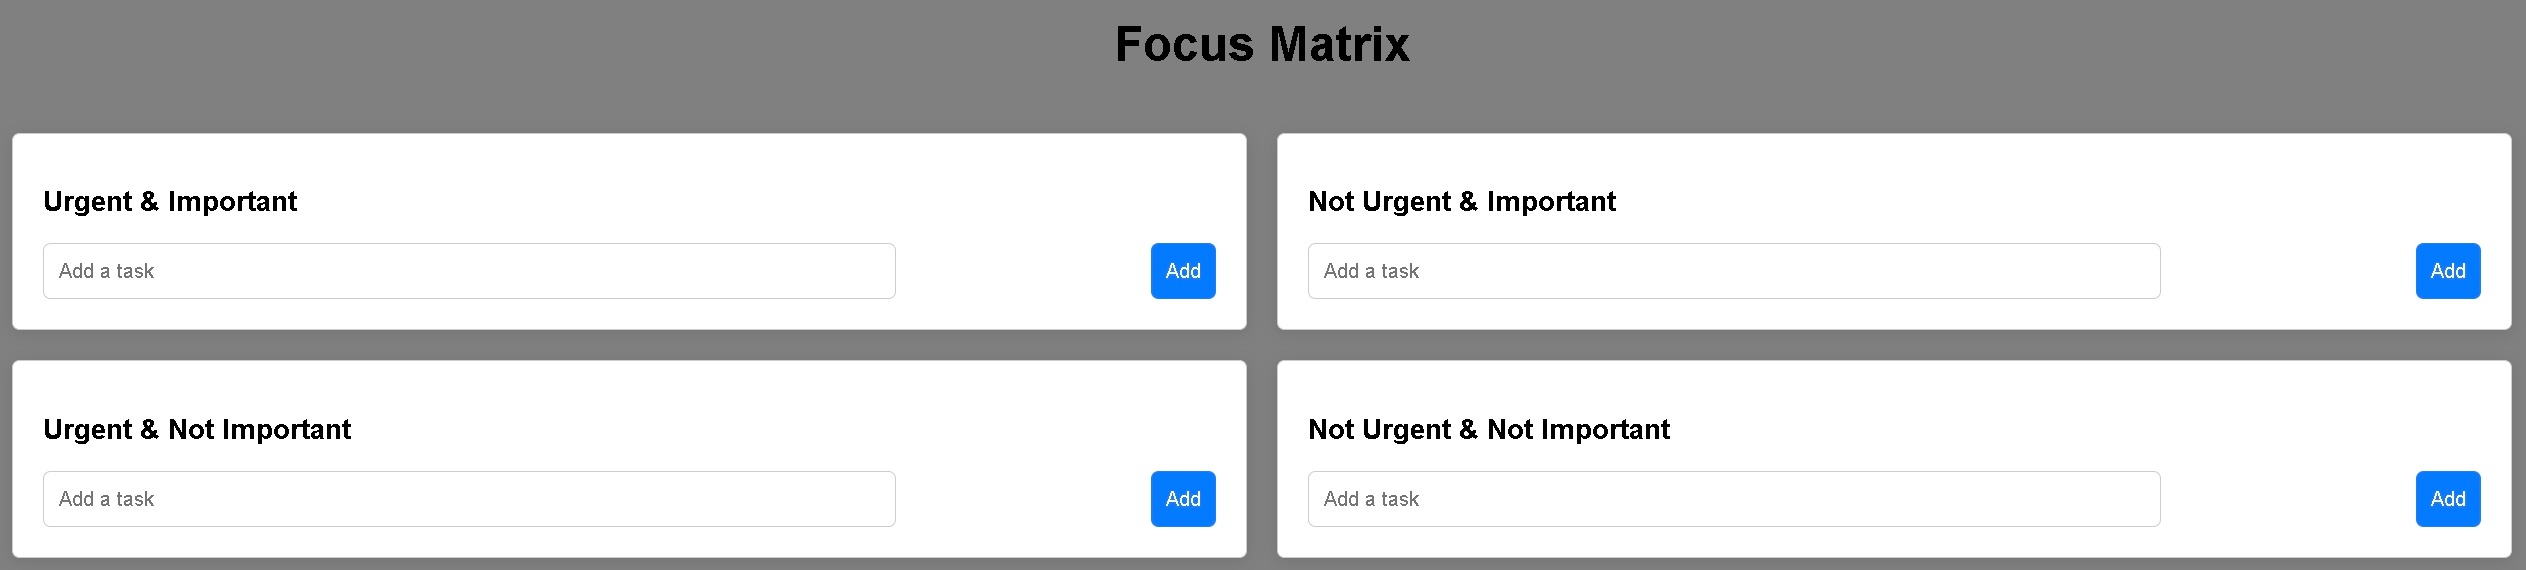 Focus Matrix
Urgent & Important
Not Urgent & Important
Add a task
Add
Add a task
Add
Urgent & Not Important
Not Urgent & Not Important
Add a task
Add
Add a task
Add